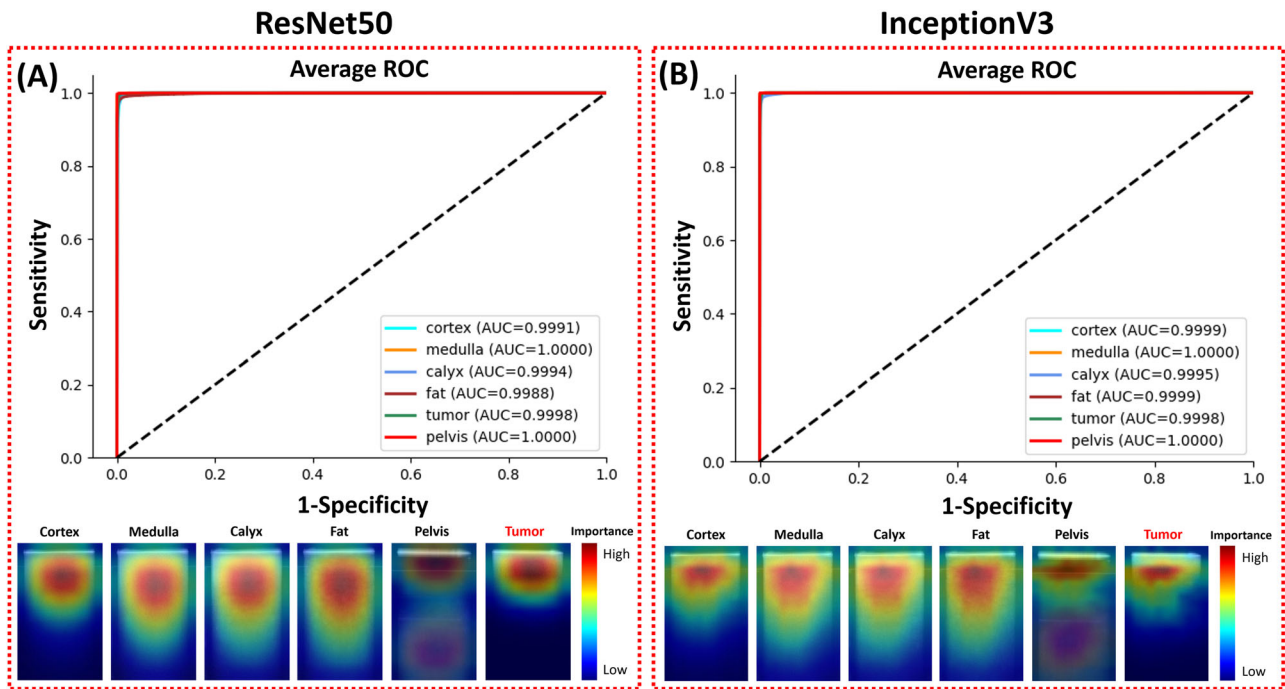 ResNet50
InceptionV3
(A)
Average ROC
1.0
0.8
0.6
0.4
0.2
0.0
Sensitivity
cortex (AUC=0.9991)
medulla (AUC=1.0000)
calyx (AUC=0.9994)
fat (AUC=0.9988)
tumor (AUC=0.9998)
pelvis (AUC=1.0000)
0.0 0.2 0.4 0.6 0.8 1.0
1-Specificity
Cortex Medulla Calyx Fat Pelvis Tumor Importance
High
Low
(B)
Average ROC
1.0
0.8
0.6
0.4
0.2
0.0
Sensitivity
cortex (AUC=0.9999)
medulla (AUC=1.0000)
calyx (AUC=0.9995)
fat (AUC=0.9999)
tumor (AUC=0.9998)
pelvis (AUC=1.0000)
0.0 0.2 0.4 0.6 0.8 1.0
1-Specificity
Cortex Medulla Calyx Fat Pelvis Tumor Importance
High
Low